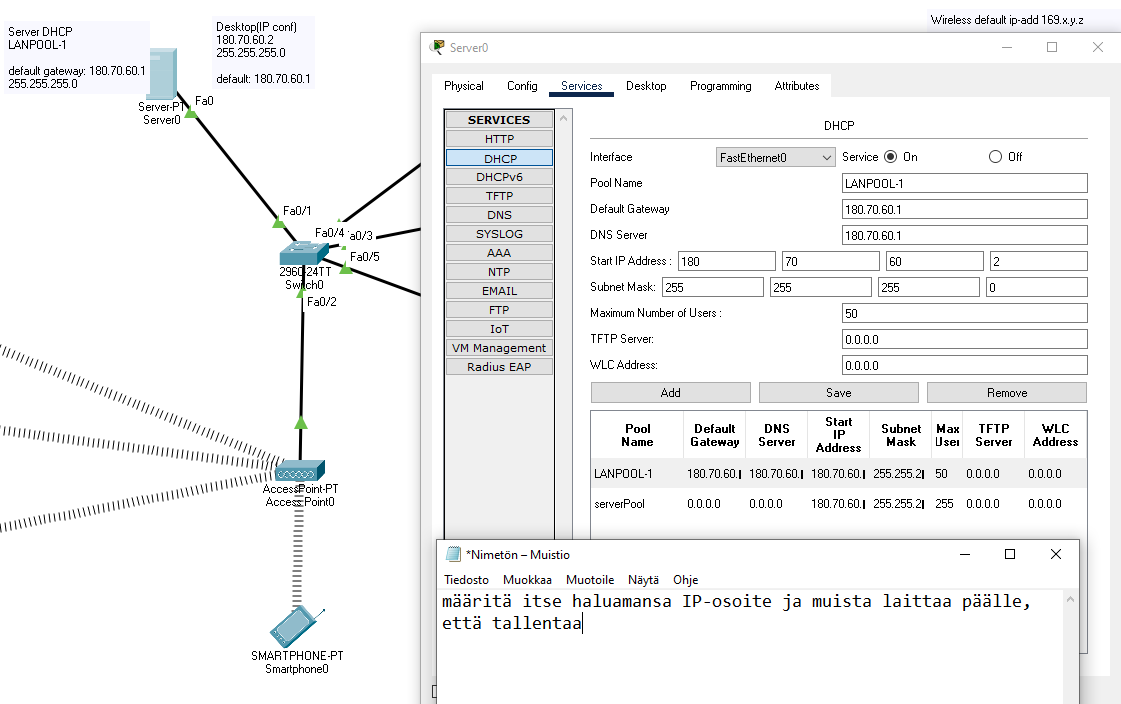 Server DHCP
LANPOOL-1
default gateway: 180.70.60.1
255.255.255.0
Desktop(IP conf)
180.70.60.2
255.255.255.0
default: 180.70.60.1
Wireless default ip-add 169.x.y.z
Server-PT
Server0
Fa0
Fa0/1
Fa0/4
a0/3
Fa0/5
2960-24TT
Switch0
Fa0/2
AccessPoint-PT
Access Point0
SMARTPHONE-PT
Smartphone0
Server0
Physical Config Services Desktop Programming Attributes
SERVICES
HTTP
DHCP
DHCPv6
TFTP
DNS
SYSLOG
AAA
NTP
EMAIL
FTP
IoT
VM Management
Radius EAP
DHCP
Interface FastEthernet0 Service On Off
Pool Name LANPOOL-1
Default Gateway 180.70.60.1
DNS Server 180.70.60.1
Start IP Address : 180 70 60 2
Subnet Mask: 255 255 255 0
Maximum Number of Users : 50
TFTP Server: 0.0.0.0
WLC Address: 0.0.0.0
Add Save Remove
Pool Name Default Gateway DNS Server Start IP Address Subnet Mask Max User TFTP Server WLC Address
LANPOOL-1 180.70.60. 180.70.60. 180.70.60. 255.255.2 50 0.0.0.0 0.0.0.0
serverPool 0.0.0.0 0.0.0.0 180.70.60. 255.255.2 255 0.0.0.0 0.0.0.0
*Nimetön – Muistio
Tiedosto Muokkaa Muotoile Näytä Ohje
määritä itse haluamansa IP-osoite ja muista laittaa päälle,
että tallentaa